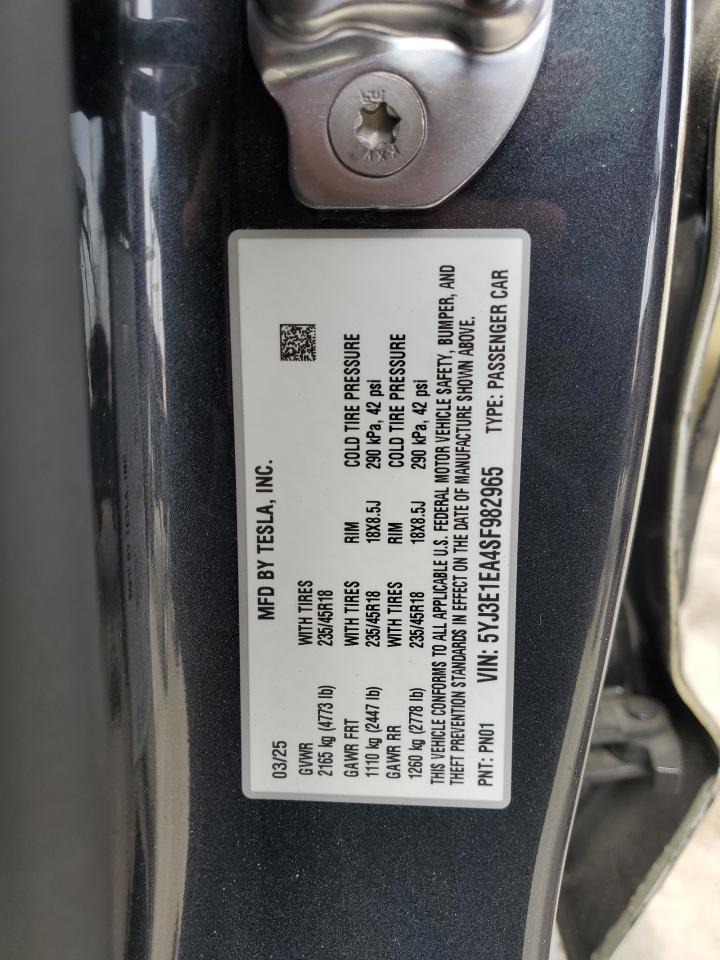 MFD BY TESLA, INC.
03/25
GVWR WITH TIRES
2165 kg (4773 lb) 235/45R18
GAWR FRT WITH TIRES RIM COLD TIRE PRESSURE
1110 kg (2447 lb) 235/45R18 18X8.5J 290 kPa, 42 psi
GAWR RR WITH TIRES RIM COLD TIRE PRESSURE
1260 kg (2778 lb) 235/45R18 18X8.5J 290 kPa, 42 psi
THIS VEHICLE CONFORMS TO ALL APPLICABLE U.S. FEDERAL MOTOR VEHICLE SAFETY, BUMPER, AND
THEFT PREVENTION STANDARDS IN EFFECT ON THE DATE OF MANUFACTURE SHOWN ABOVE.
PNT: PN01 VIN: 5YJ3E1EA4SF982965 TYPE: PASSENGER CAR